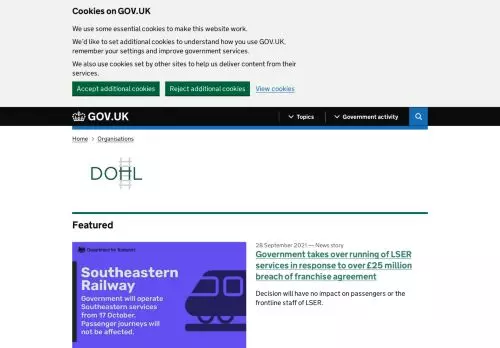 Cookies on GOV.UK
We use some essential cookies to make this website work.
We'd like to set additional cookies to understand how you use GOV.UK,
remember your settings and improve government services.
We also use cookies set by other sites to help us deliver content from their
services.
Accept additional cookies Reject additional cookies View cookies
GOV.UK Topics Government activity
Home Organisations
DOHL
Featured
Department for Transport
Southeastern
Railway
Government will operate
Southeastern services
from 17 October.
Passenger journeys will
not be affected.
28 September 2021 — News story
Government takes over running of LSER
services in response to over £25 million
breach of franchise agreement
Decision will have no impact on passengers or the
frontline staff of LSER.